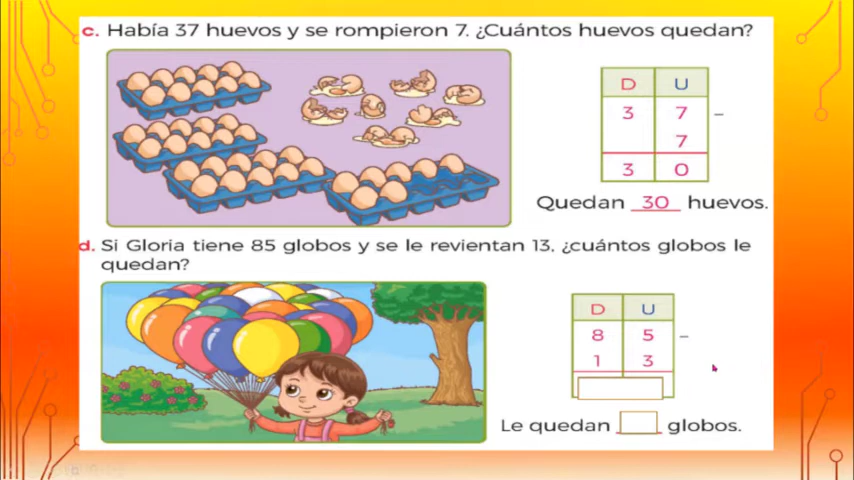 c. Había 37 huevos y se rompieron 7. ¿Cuántos huevos quedan?
D U
3 7 –
7
3 0
Quedan 30 huevos.
d. Si Gloria tiene 85 globos y se le revientan 13, ¿cuántos globos le
quedan?
D U
8 5 –
1 3
Le quedan globos.